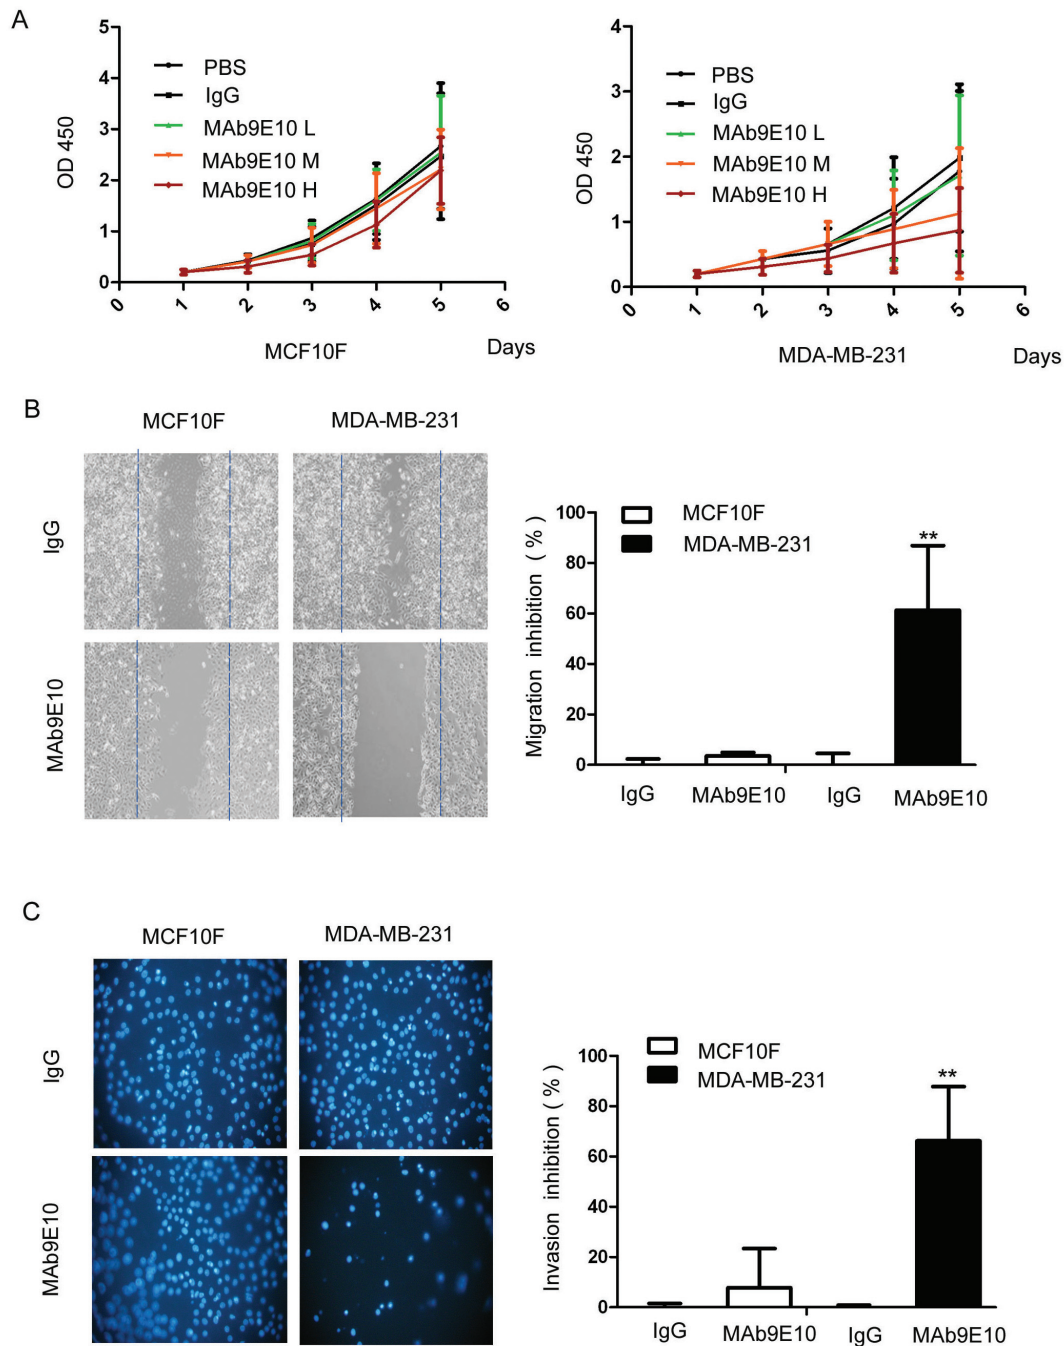 A
5
4
3
2
1
0
OD 450
PBS
IgG
MAb9E10 L
MAb9E10 M
MAb9E10 H
0 1 2 3 4 5 6
MCF10F
Days
4
3
2
1
0
OD 450
PBS
IgG
MAb9E10 L
MAb9E10 M
MAb9E10 H
0 1 2 3 4 5 6
MDA-MB-231
Days
B
MCF10F
MDA-MB-231
IgG
MAb9E10
MCF10F
MDA-MB-231
100
80
60
40
20
0
Migration inhibition ( % )
**
IgG MAb9E10 IgG MAb9E10
C
MCF10F
MDA-MB-231
IgG
MAb9E10
MCF10F
MDA-MB-231
100
80
60
40
20
0
Invasion inhibition ( % )
**
IgG MAb9E10 IgG MAb9E10